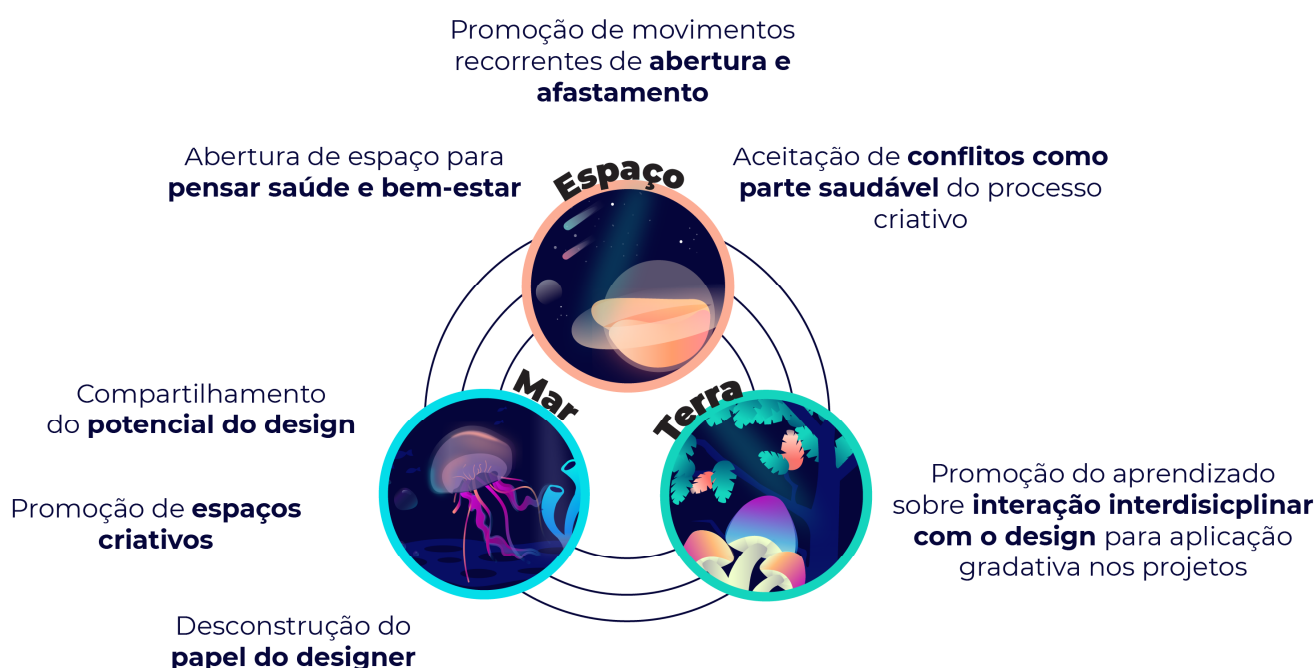 Promoção de movimentos
recorrentes de abertura e
afastamento
Abertura de espaço para
pensar saúde e bem-estar
Aceitação de conflitos como
parte saudável do processo
criativo
Espaço
Mar
Terra
Compartilhamento
do potencial do design
Promoção de espaços
criativos
Desconstrução do
papel do designer
Promoção do aprendizado
sobre interação interdisicplinar
com o design para aplicação
gradativa nos projetos